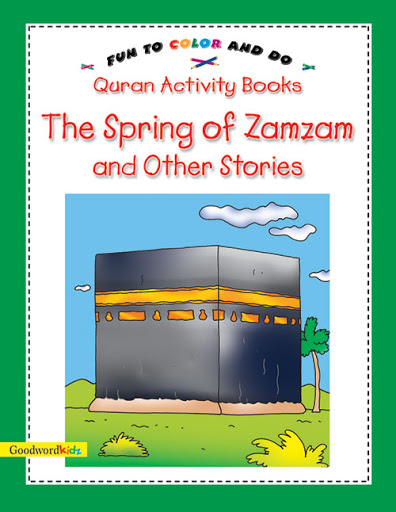 FUN TO COLOR AND DO
Quran Activity Books
The Spring of Zamzam
and Other Stories
Goodwordkidz